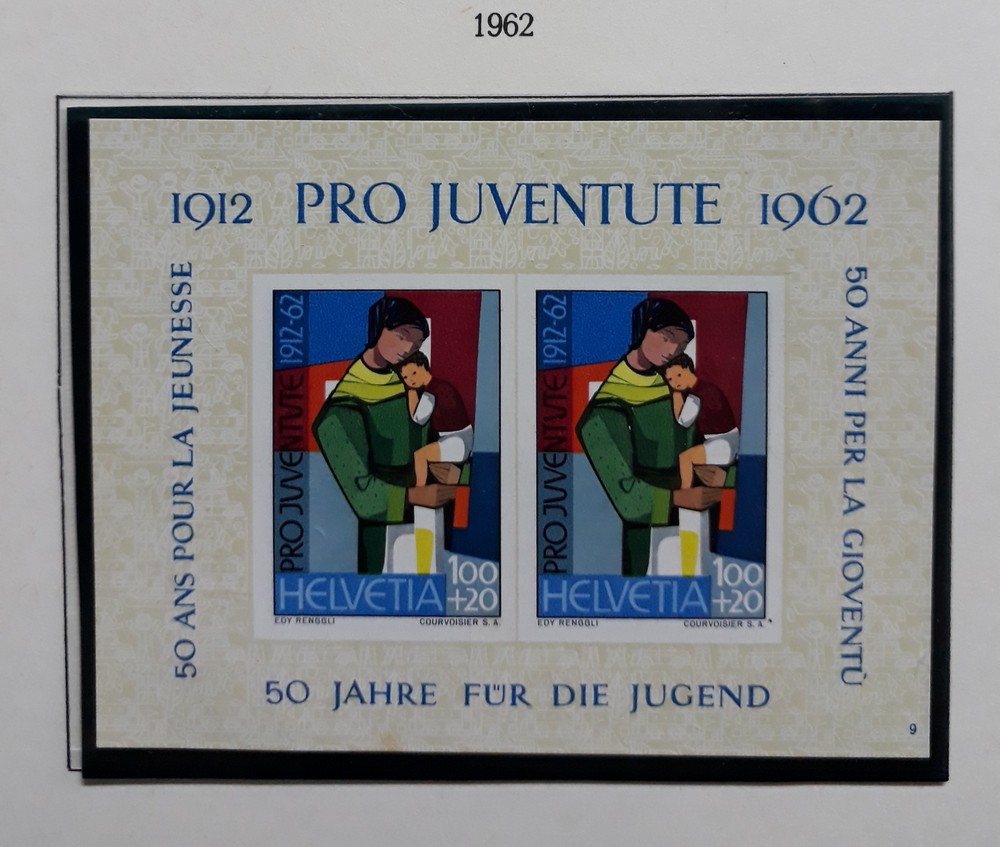 1962
1912 PRO JUVENTUTE 1962
50 ANS POUR LA JEUNESSE
50 ANNI PER LA GIOVENTÙ
PRO JUVENTUTE 1912-62
HELVETIA
100
+20
EDY RENGGLI
COURVOISIER S.A.
PRO JUVENTUTE 1912-62
HELVETIA
100
+20
EDY RENGGLI
COURVOISIER S.A.
50 JAHRE FÜR DIE JUGEND
9